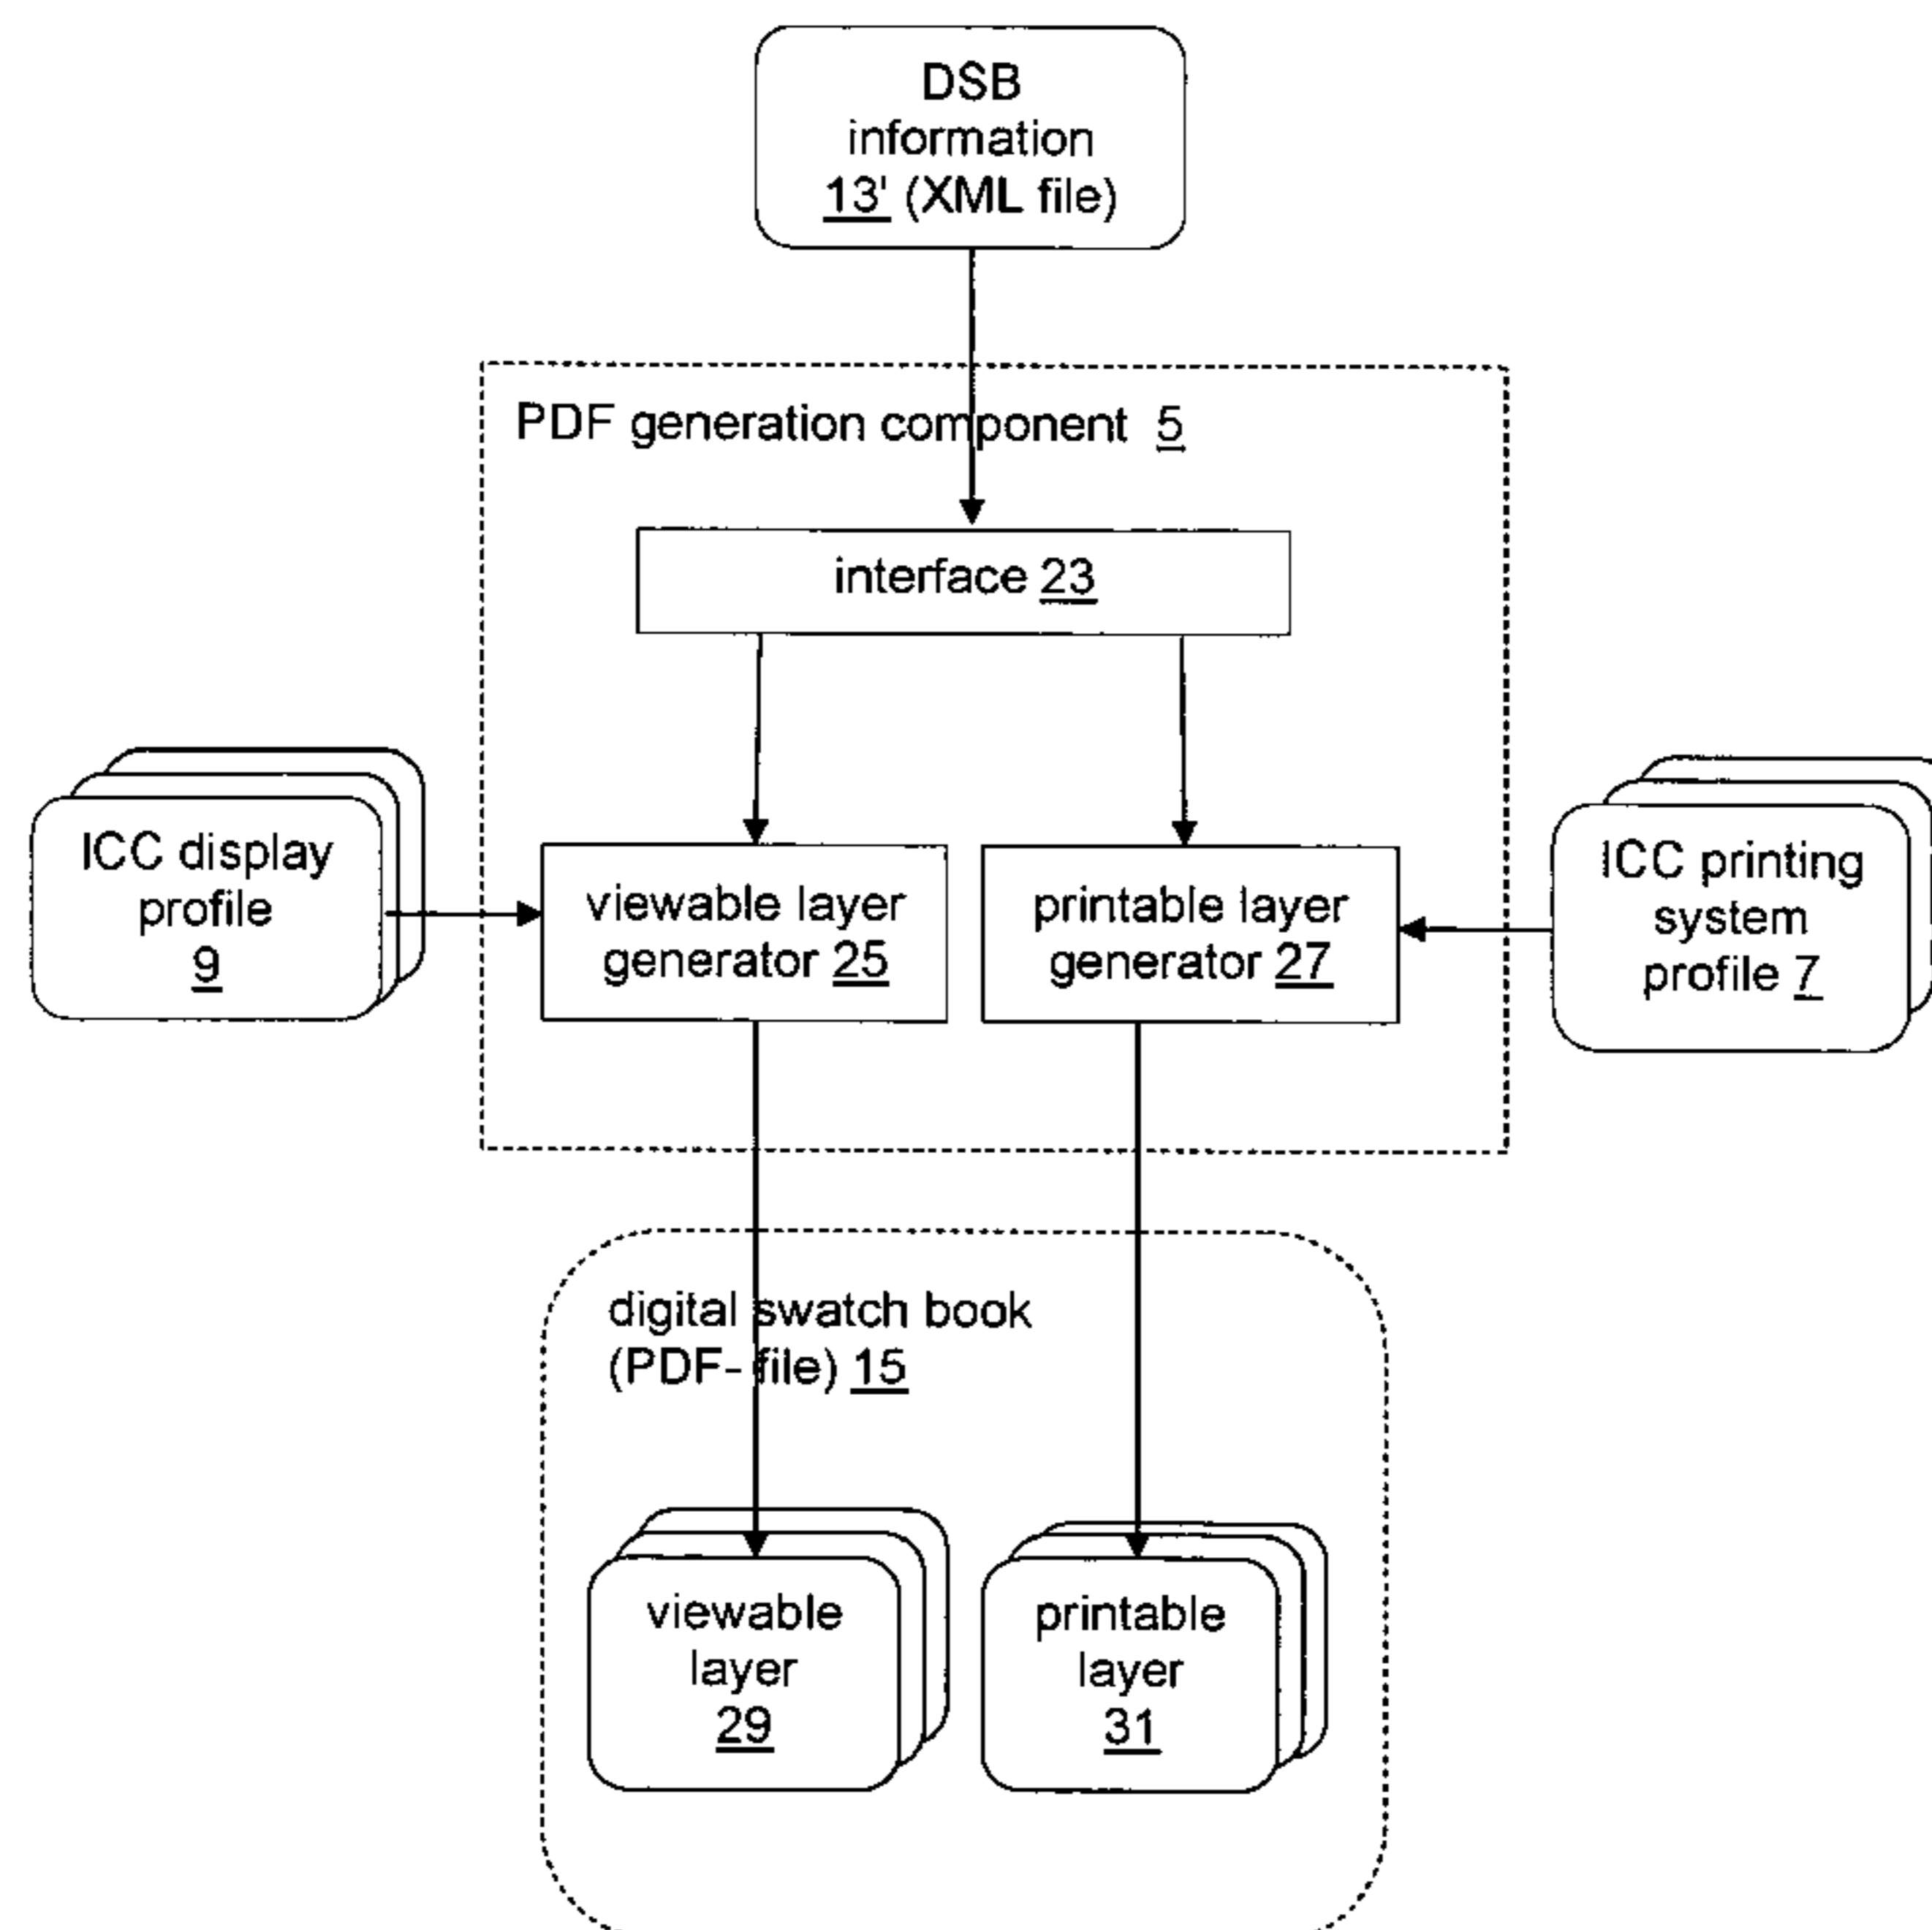 DSB
information
13' (XML file)
PDF generation component 5
interface 23
ICC display
profile
9
viewable layer
generator 25
printable layer
generator 27
ICC printing
system
profile 7
digital swatch book
(PDF- file) 15
viewable
layer
29
printable
layer
31